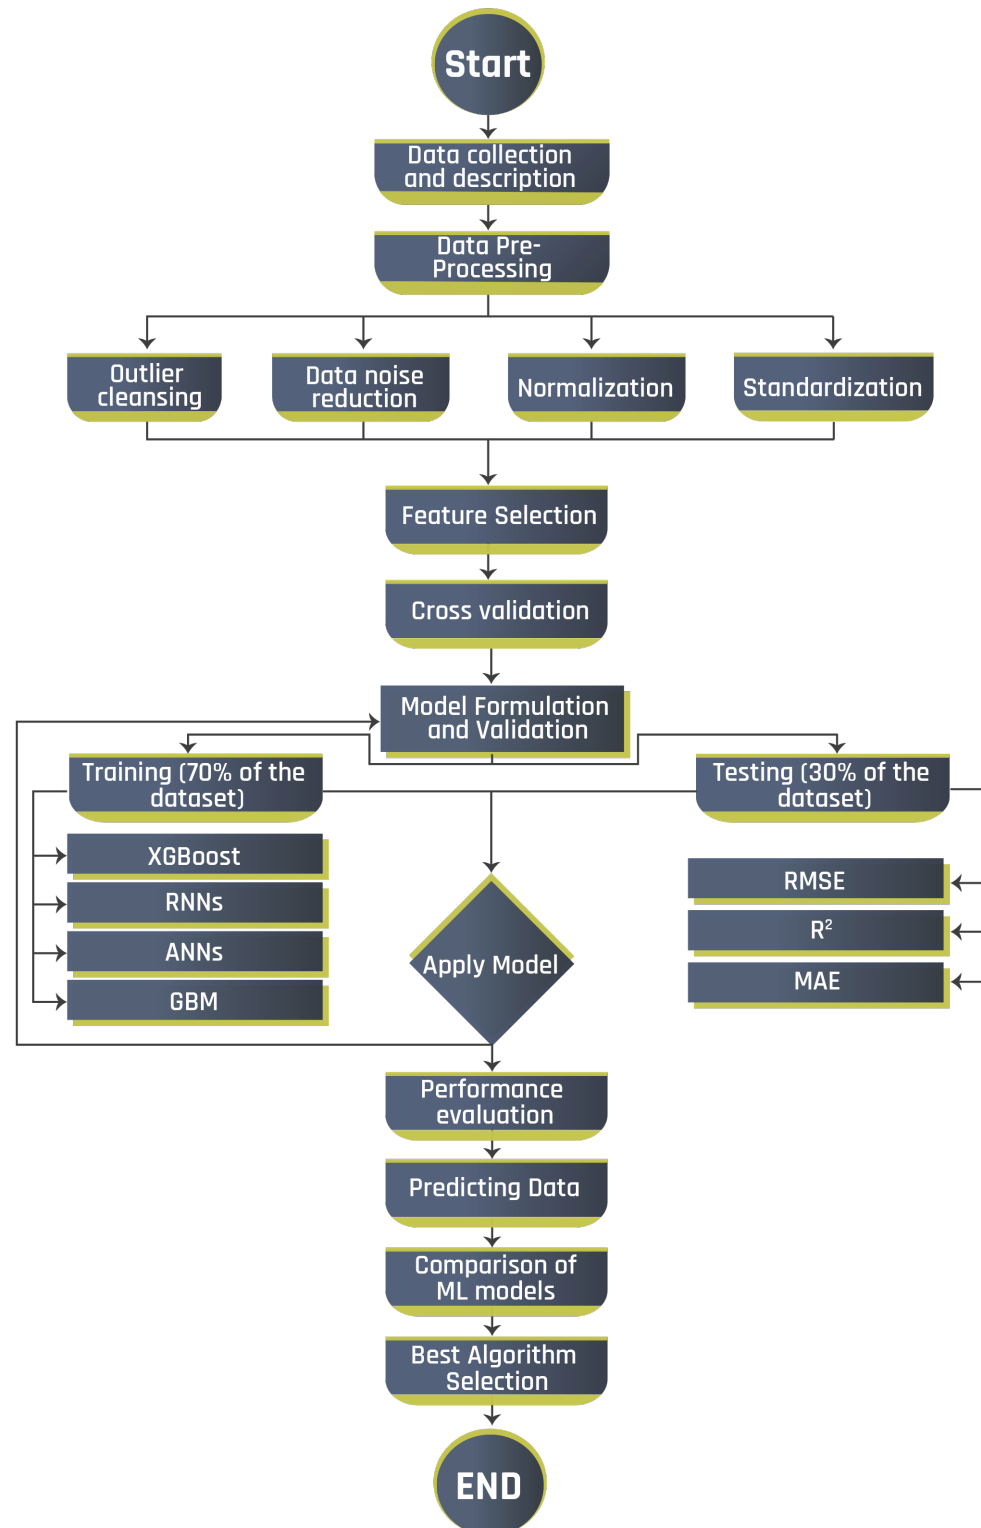 Start
Data collection
and description
Data Pre-
Processing
Outlier
cleansing
Data noise
reduction
Normalization
Standardization
Feature Selection
Cross validation
Model Formulation
and Validation
Training (70% of the
dataset)
Testing (30% of the
dataset)
XGBoost
RNNs
ANNs
GBM
Apply Model
RMSE
R²
MAE
Performance
evaluation
Predicting Data
Comparison of
ML models
Best Algorithm
Selection
END